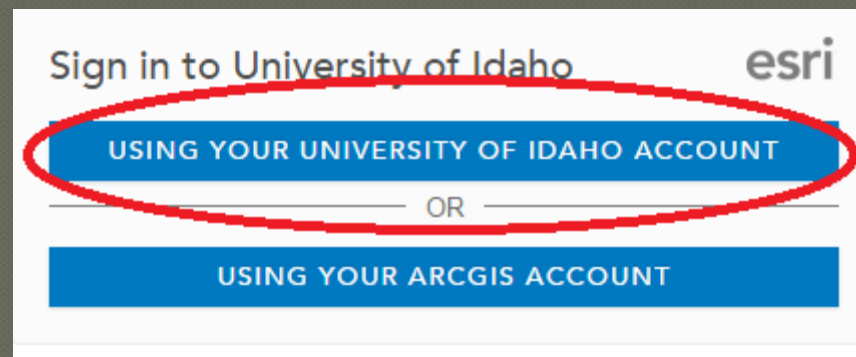 Sign in to University of Idaho
esri
USING YOUR UNIVERSITY OF IDAHO ACCOUNT
OR
USING YOUR ARCGIS ACCOUNT